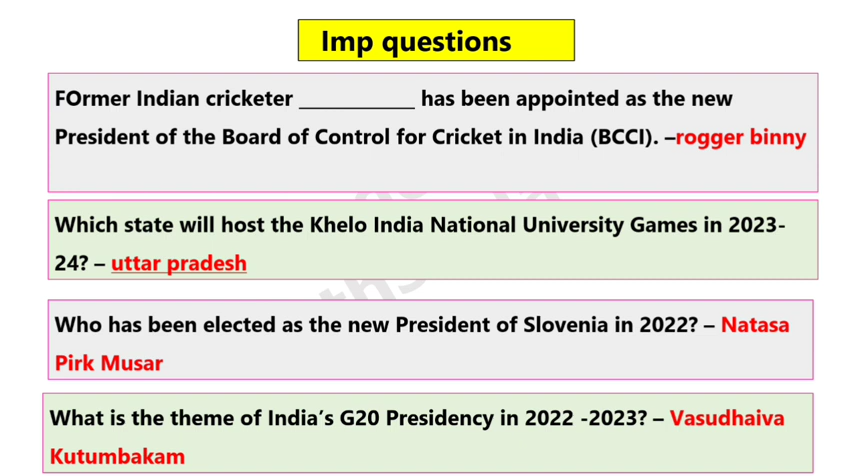 Imp questions
FOrmer Indian cricketer ____________ has been appointed as the new
President of the Board of Control for Cricket in India (BCCI). –rogger binny
Which state will host the Khelo India National University Games in 2023-
24? – uttar pradesh
Who has been elected as the new President of Slovenia in 2022? – Natasa
Pirk Musar
What is the theme of India's G20 Presidency in 2022 -2023? – Vasudhaiva
Kutumbakam